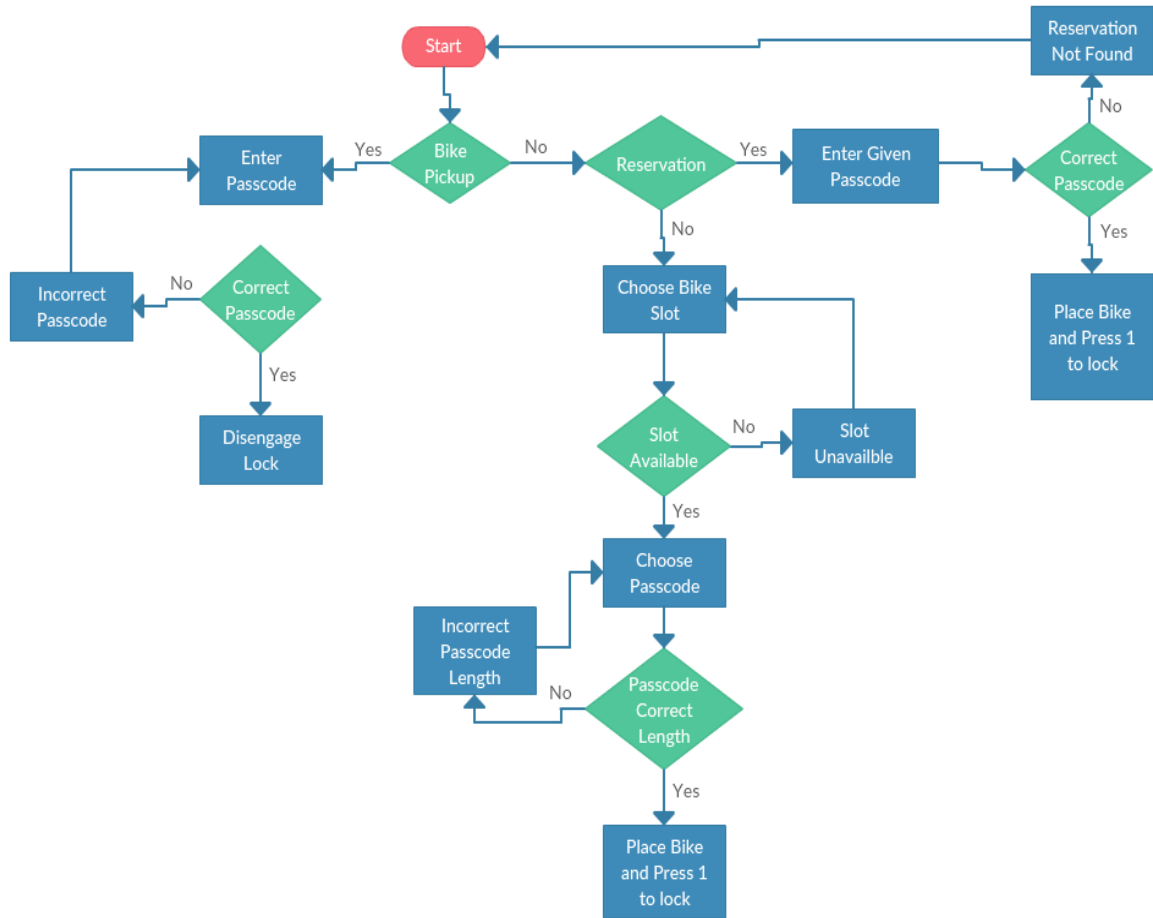 Start
Reservation
Not Found
No
Enter
Passcode
Yes
Bike
Pickup
No
Reservation
Yes
Enter Given
Passcode
Correct
Passcode
No
Yes
Incorrect
Passcode
No
Correct
Passcode
Choose Bike
Slot
Place Bike
and Press 1
to lock
Yes
Disengage
Lock
Slot
Available
No
Slot
Unavailble
Yes
Choose
Passcode
Incorrect
Passcode
Length
No
Passcode
Correct
Length
Yes
Place Bike
and Press 1
to lock